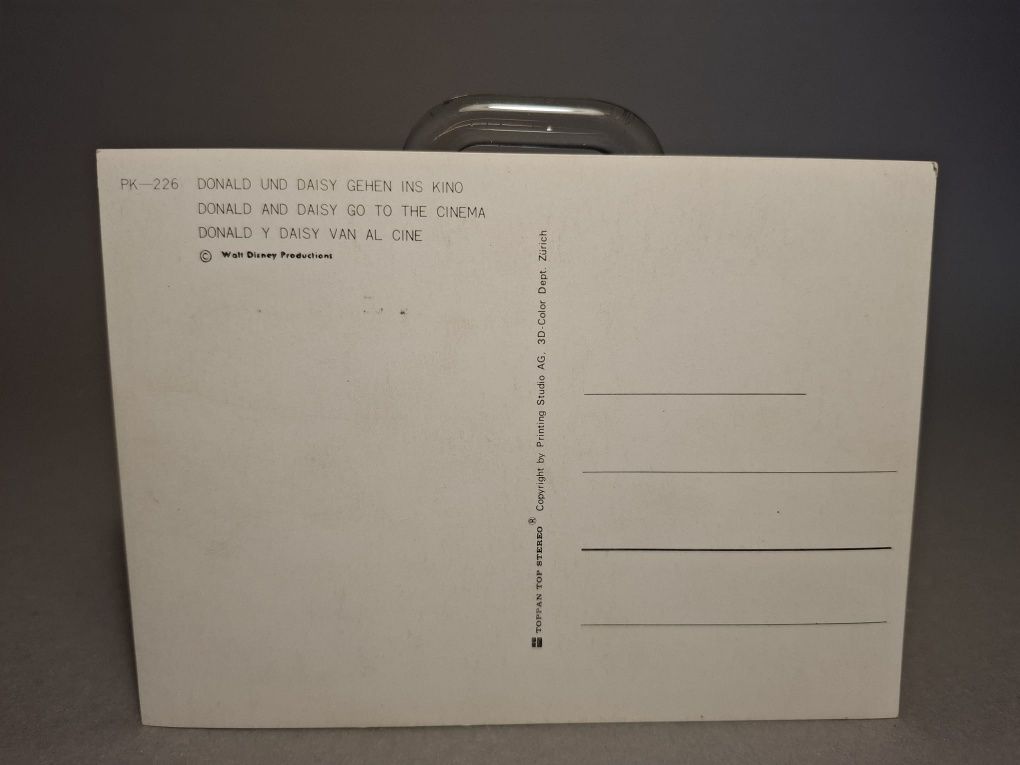 PK—226 DONALD UND DAISY GEHEN INS KINO
DONALD AND DAISY GO TO THE CINEMA
DONALD Y DAISY VAN AL CINE
© Walt Disney Productions
TOPPAN TOP STEREO® Copyright by Printing Studio AG. 3D-Color Dept. Zürich